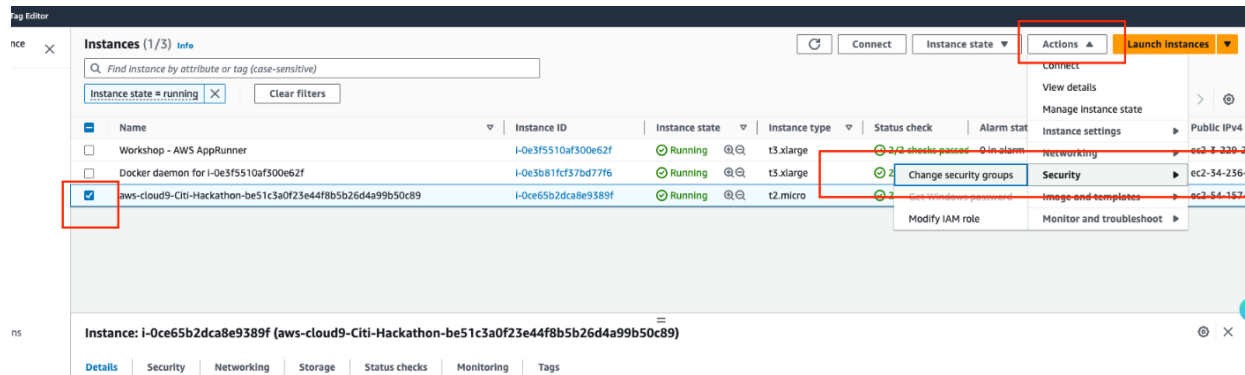 Tag Editor
nce
Instances (1/3) Info
Connect
Instance state
Actions
Launch instances
Find instance by attribute or tag (case-sensitive)
Instance state = running
Clear filters
Connect
View details
Manage instance state
Instance settings
Networking
Security
Image and templates
Monitor and troubleshoot
Change security groups
Get Windows password
Modify IAM role
Name Instance ID Instance state Instance type Status check Alarm stat Public IPv4
Workshop - AWS AppRunner i-0e3f5510af300e62f Running t3.xlarge 2/2 checks passed 0 in alarm ec2-3-229-2
Docker daemon for i-0e3f5510af300e62f i-0e3b81fcf37bd77f6 Running t3.xlarge 2 ec2-34-236-
aws-cloud9-Citi-Hackathon-be51c3a0f23e44f8b5b26d4a99b50c89 i-0ce65b2dca8e9389f Running t2.micro 2 ec2-54-157-
ns
Instance: i-0ce65b2dca8e9389f (aws-cloud9-Citi-Hackathon-be51c3a0f23e44f8b5b26d4a99b50c89)
Details Security Networking Storage Status checks Monitoring Tags